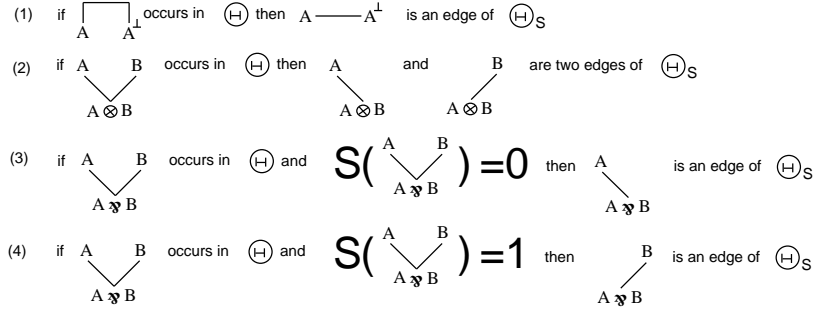 (1) if A A⊥ occurs in Θ then A A⊥ is an edge of Θ_S
(2) if A B A ⊗ B occurs in Θ then A A ⊗ B and B A ⊗ B are two edges of Θ_S
(3) if A B A ⅋ B occurs in Θ and S( A B A ⅋ B ) = 0 then A A ⅋ B is an edge of Θ_S
(4) if A B A ⅋ B occurs in Θ and S( A B A ⅋ B ) = 1 then B A ⅋ B is an edge of Θ_S